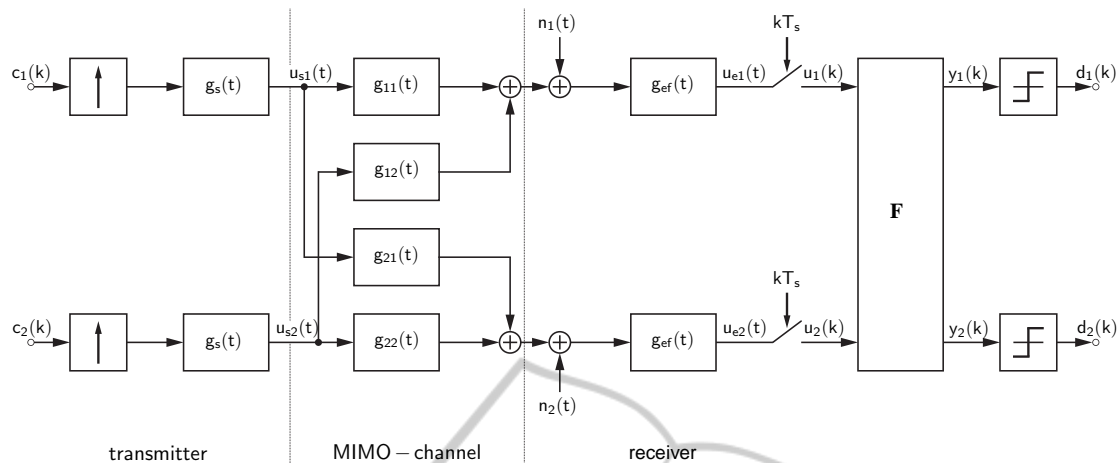 n₁(t) kTₛ
c₁(k) gₛ(t) uₛ₁(t) g₁₁(t) g_ef(t) u_e1(t) u₁(k) y₁(k) d₁(k)
g₁₂(t)
F
g₂₁(t)
kTₛ
c₂(k) gₛ(t) uₛ₂(t) g₂₂(t) g_ef(t) u_e2(t) u₂(k) y₂(k) d₂(k)
n₂(t)
transmitter MIMO – channel receiver